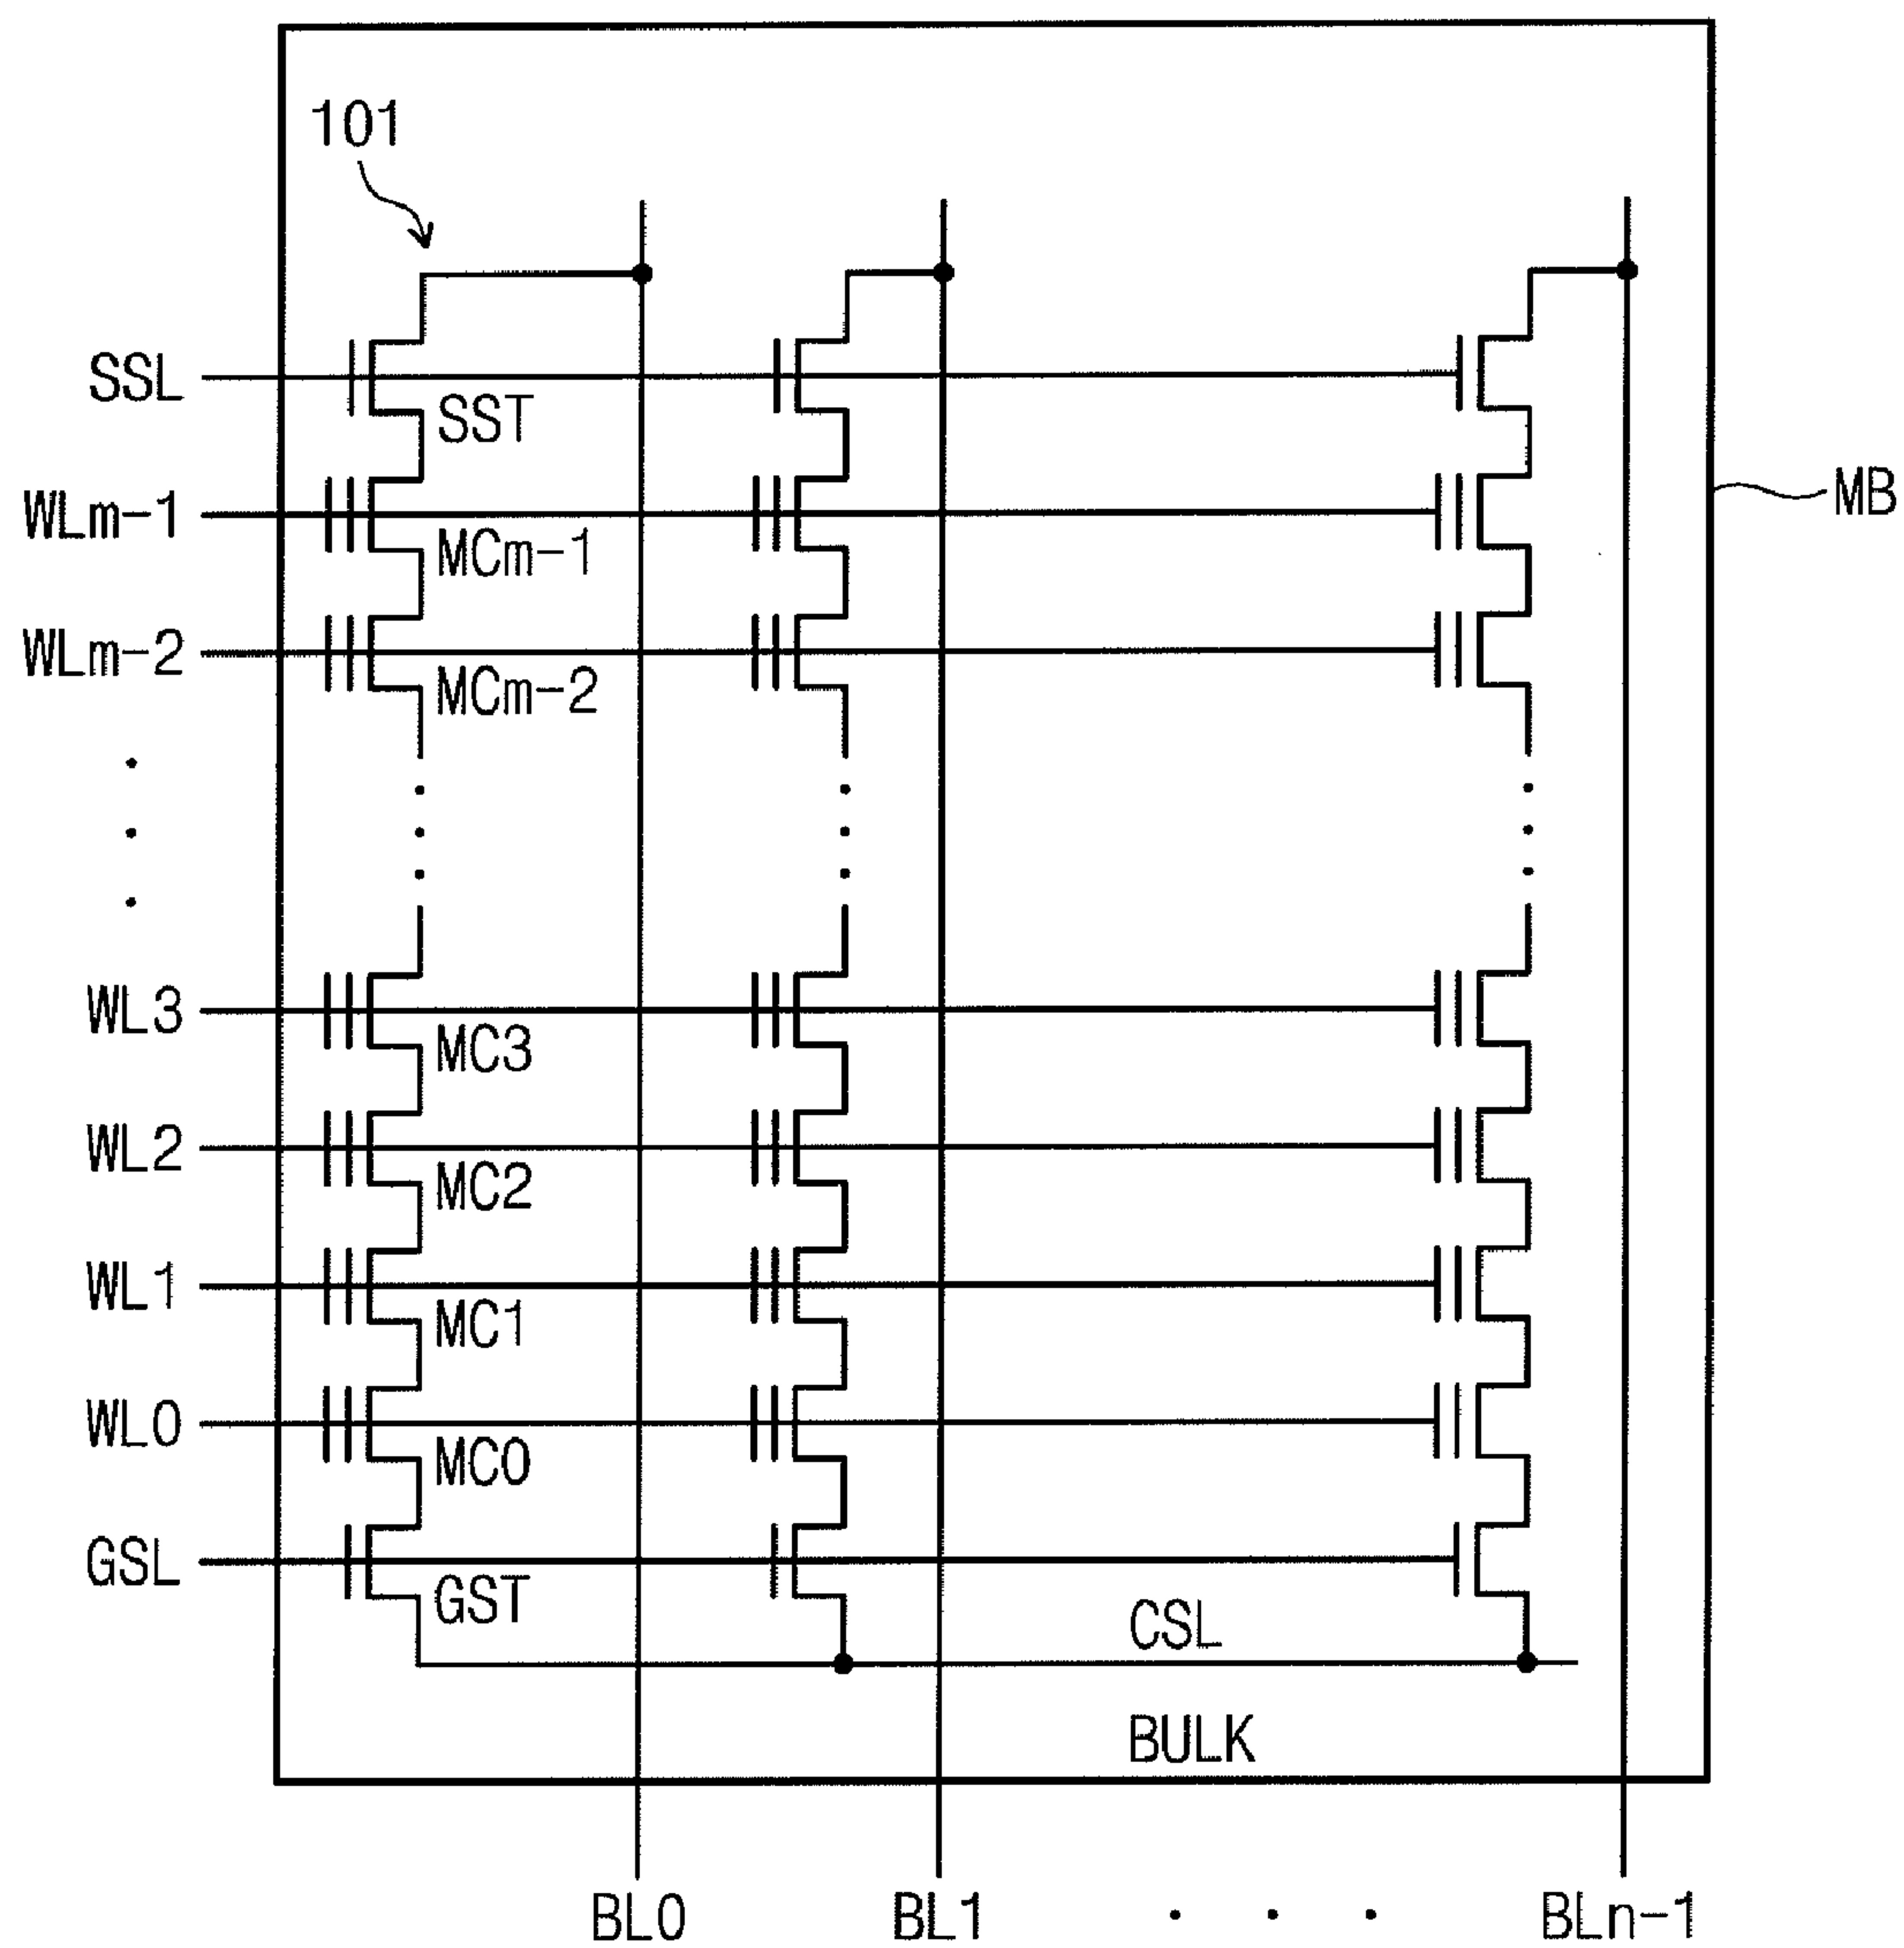 101
SSL
SST
MB
WLm-1
MCm-1
WLm-2
MCm-2
WL3
MC3
WL2
MC2
WL1
MC1
WL0
MC0
GSL
GST
CSL
BULK
BL0 BL1 . . . BLn-1